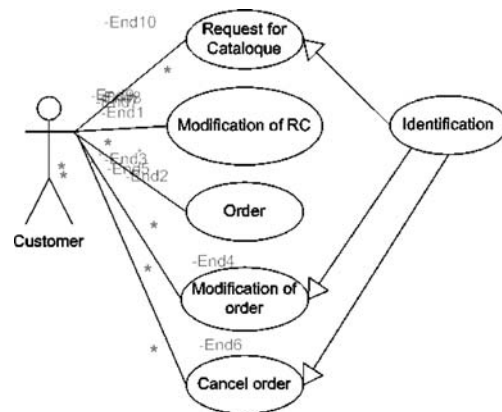 -End10
Request for
Cataloque
-End1
Modification of RC
Identification
-End3
-End5
-End2
Order
Customer
-End4
Modification of
order
-End6
Cancel order